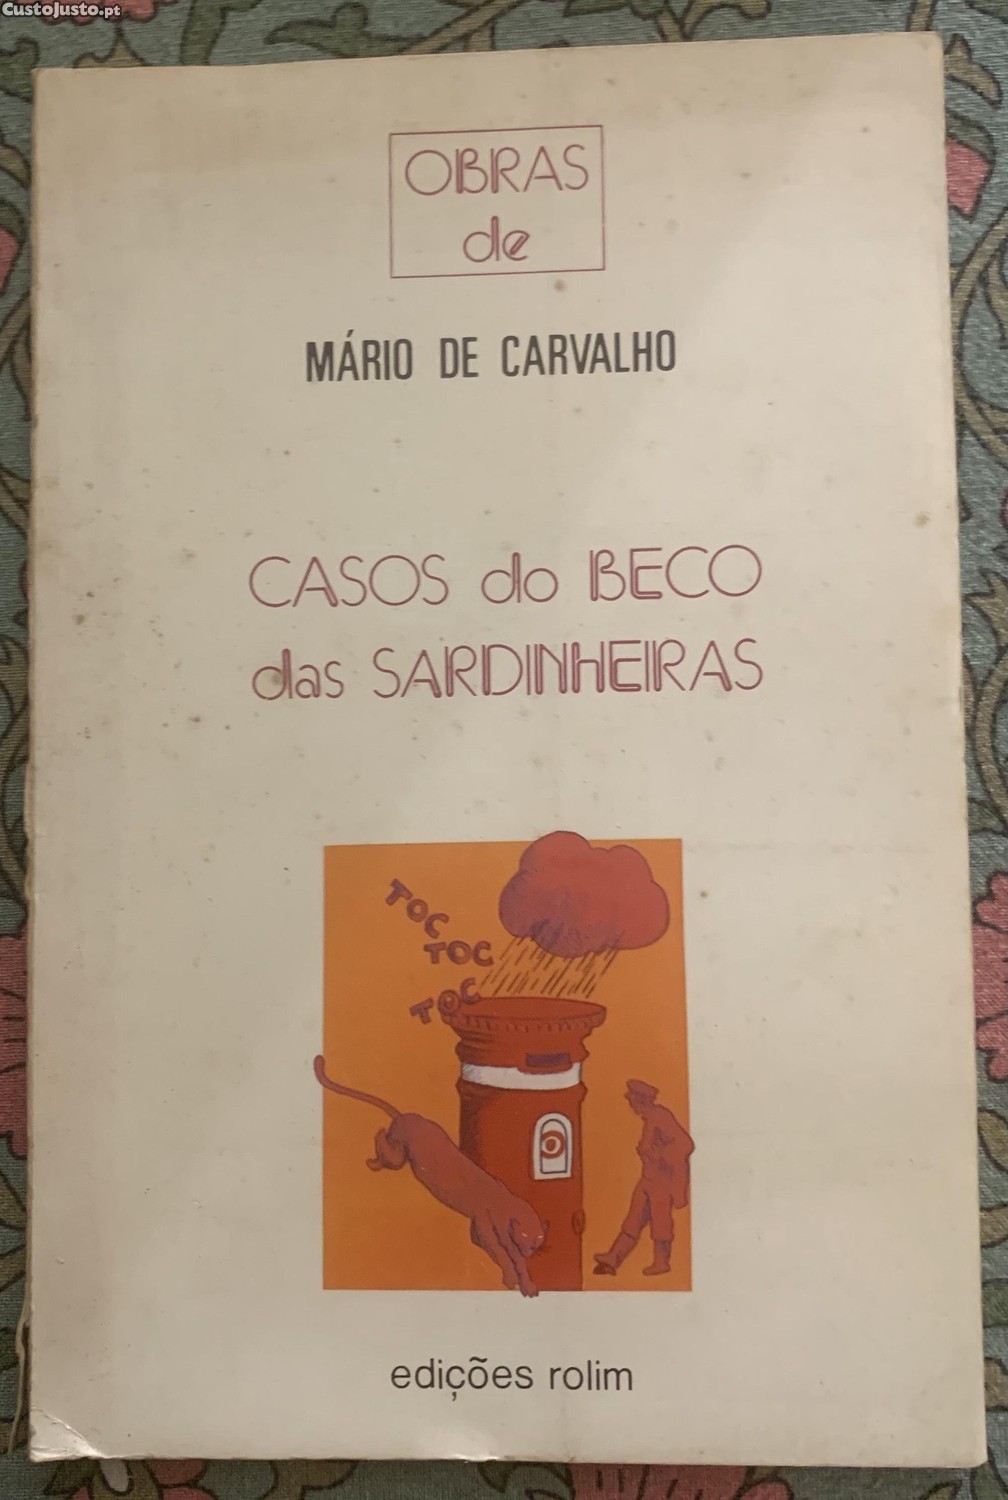 CustoJusto.pt
OBRAS
de
MÁRIO DE CARVALHO
CASOS do BECO
das SARDINHEIRAS
TOC
TOC
TOC
edições rolim